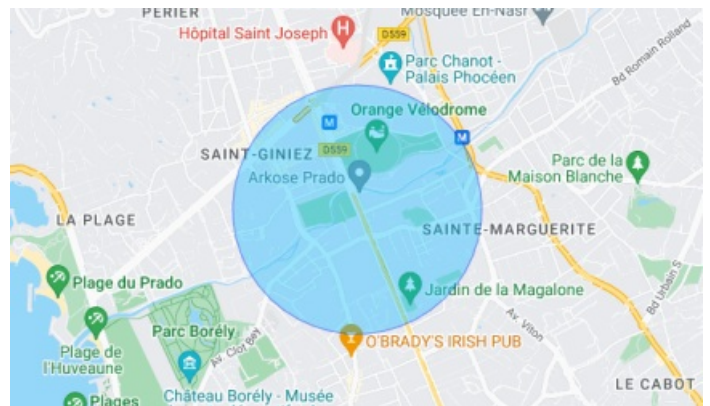 PÉRIER
Mosquée En-Nasr
Hôpital Saint Joseph
H
D559
Parc Chanot -
Palais Phocéen
Bd Romain Rolland
Orange Vélodrome
M
M
SAINT-GINIEZ
D559
Arkose Prado
Parc de la
Maison Blanche
LA PLAGE
SAINTE-MARGUERITE
Plage du Prado
Jardin de la Magalone
Bd Urbain S
Parc Borély
Av. Clot Bey
Av. Viton
Plage de
l'Huveaune
O'BRADY'S IRISH PUB
Château Borély - Musée
LE CABOT
Plages